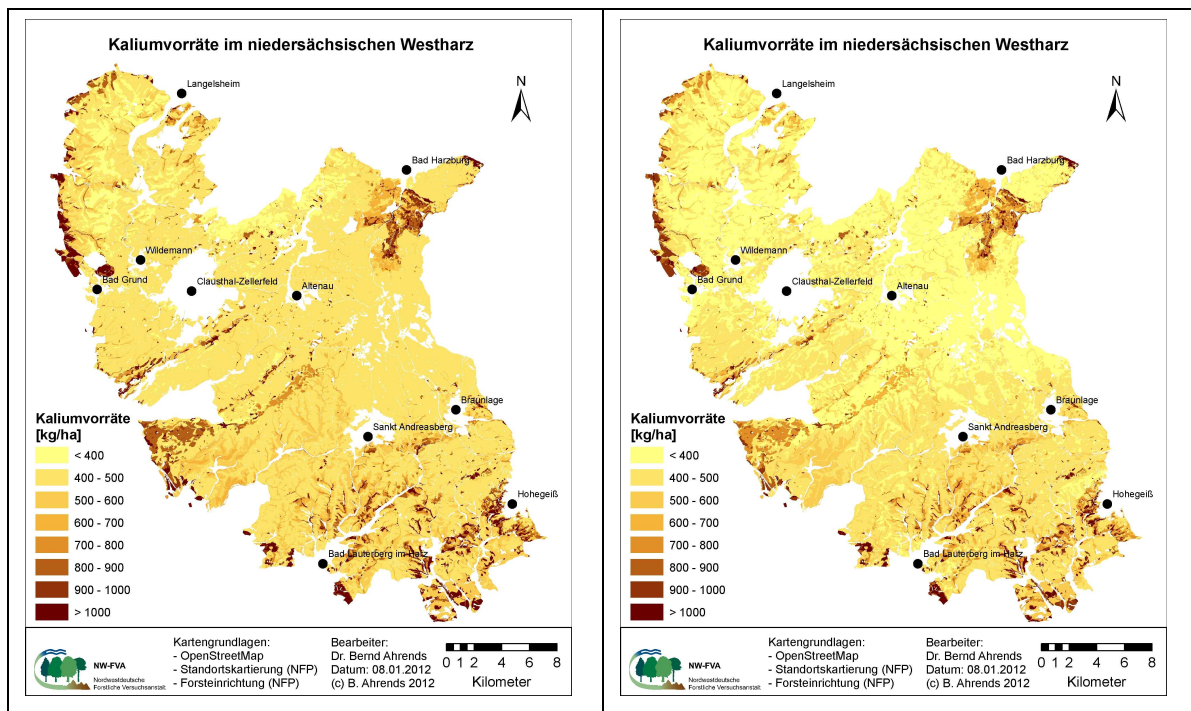 Kaliumvorräte im niedersächsischen Westharz
Langelsheim
N
Bad Harzburg
Wildemann
Bad Grund
Clausthal-Zellerfeld
Altenau
Braunlage
Sankt Andreasberg
Hohegeiß
Bad Lauterberg im Harz
Kaliumvorräte
[kg/ha]
< 400
400 - 500
500 - 600
600 - 700
700 - 800
800 - 900
900 - 1000
> 1000
NW-FVA
Nordwestdeutsche
Forstliche Versuchsanstalt
Kartengrundlagen:
- OpenStreetMap
- Standortskartierung (NFP)
- Forsteinrichtung (NFP)
Bearbeiter:
Dr. Bernd Ahrends
Datum: 08.01.2012
(c) B. Ahrends 2012
0 1 2 4 6 8
Kilometer
Kaliumvorräte im niedersächsischen Westharz
Langelsheim
N
Bad Harzburg
Wildemann
Bad Grund
Clausthal-Zellerfeld
Altenau
Braunlage
Sankt Andreasberg
Hohegeiß
Bad Lauterberg im Harz
Kaliumvorräte
[kg/ha]
< 400
400 - 500
500 - 600
600 - 700
700 - 800
800 - 900
900 - 1000
> 1000
NW-FVA
Nordwestdeutsche
Forstliche Versuchsanstalt
Kartengrundlagen:
- OpenStreetMap
- Standortskartierung (NFP)
- Forsteinrichtung (NFP)
Bearbeiter:
Dr. Bernd Ahrends
Datum: 08.01.2012
(c) B. Ahrends 2012
0 1 2 4 6 8
Kilometer